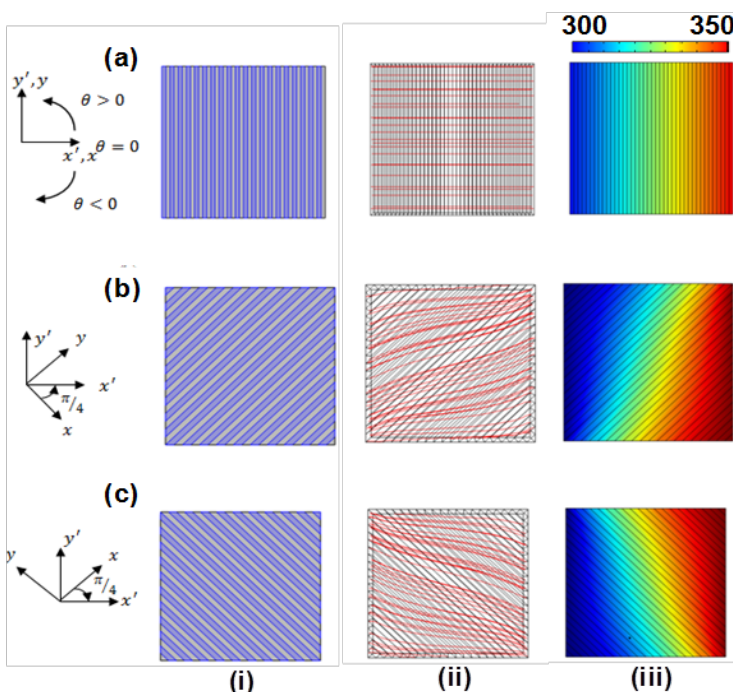 (a)
300 350
y′, y
θ > 0
x′, x θ = 0
θ < 0
(b)
y′
y
x′
π/4
x
(c)
y
y′
x
π/4
x′
(i) (ii) (iii)